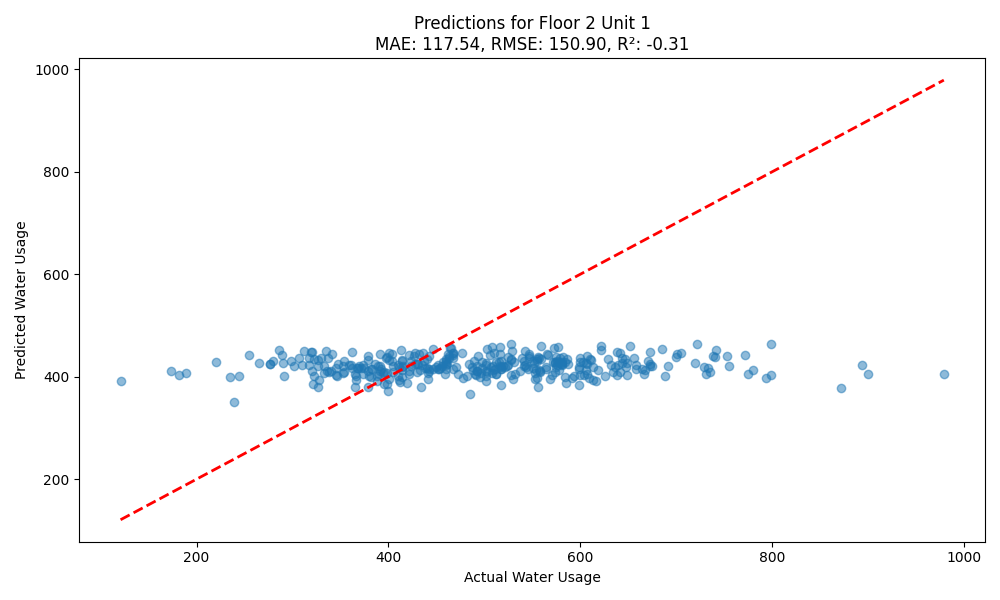 Predictions for Floor 2 Unit 1
MAE: 117.54, RMSE: 150.90, R²: -0.31
1000
800
600
400
200
Predicted Water Usage
200 400 600 800 1000
Actual Water Usage